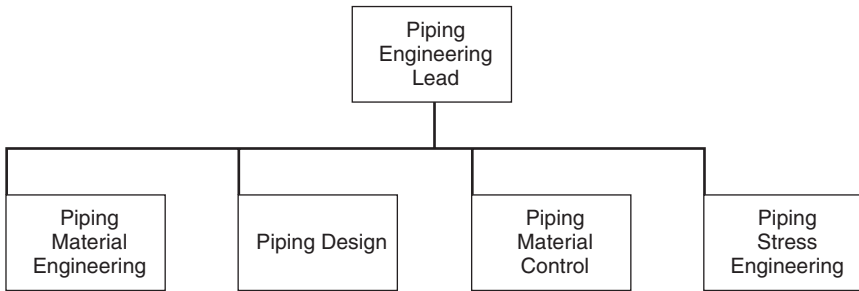 Piping
Engineering
Lead
Piping
Material
Engineering
Piping Design
Piping
Material
Control
Piping
Stress
Engineering